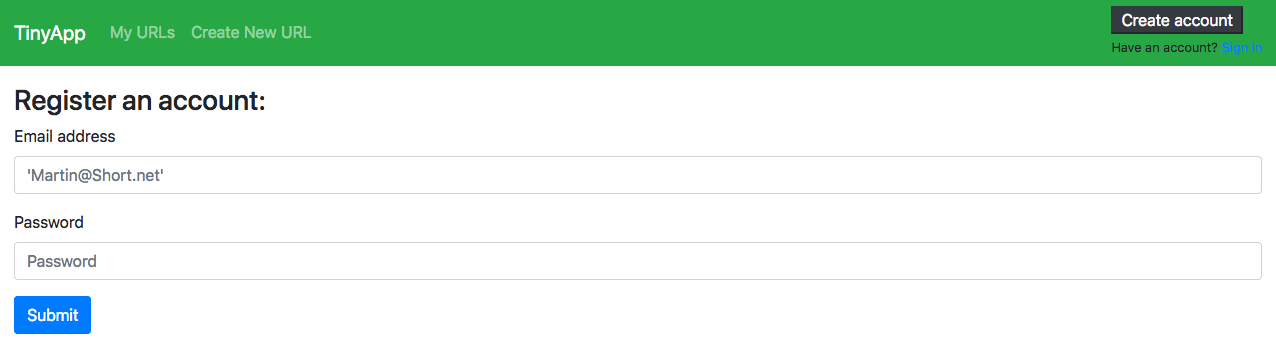 TinyApp My URLs Create New URL Create account
Have an account? Sign in
Register an account:
Email address
'Martin@Short.net'
Password
Password
Submit